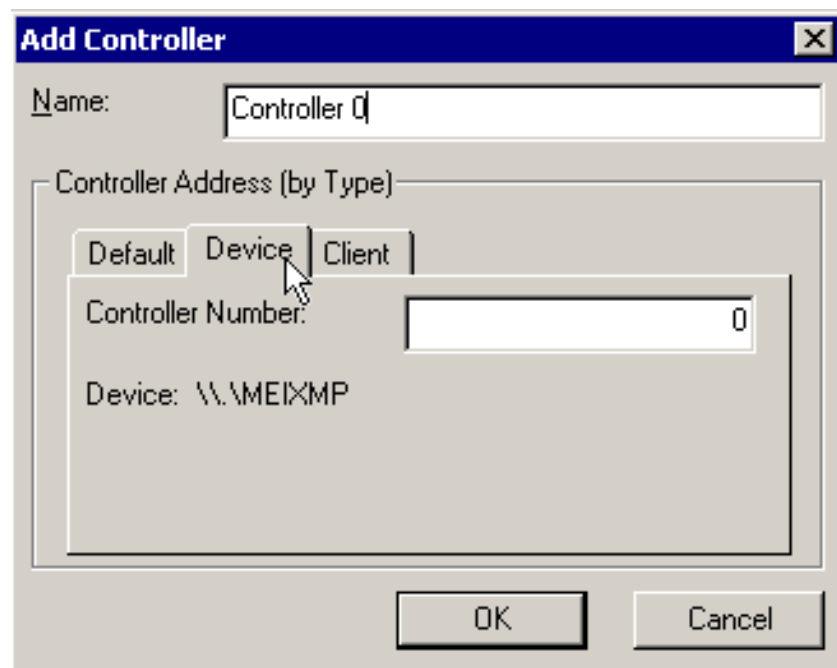 Add Controller
Name: Controller 0
Controller Address (by Type)
Default Device Client
Controller Number: 0
Device: \\.\MEIXMP
OK Cancel